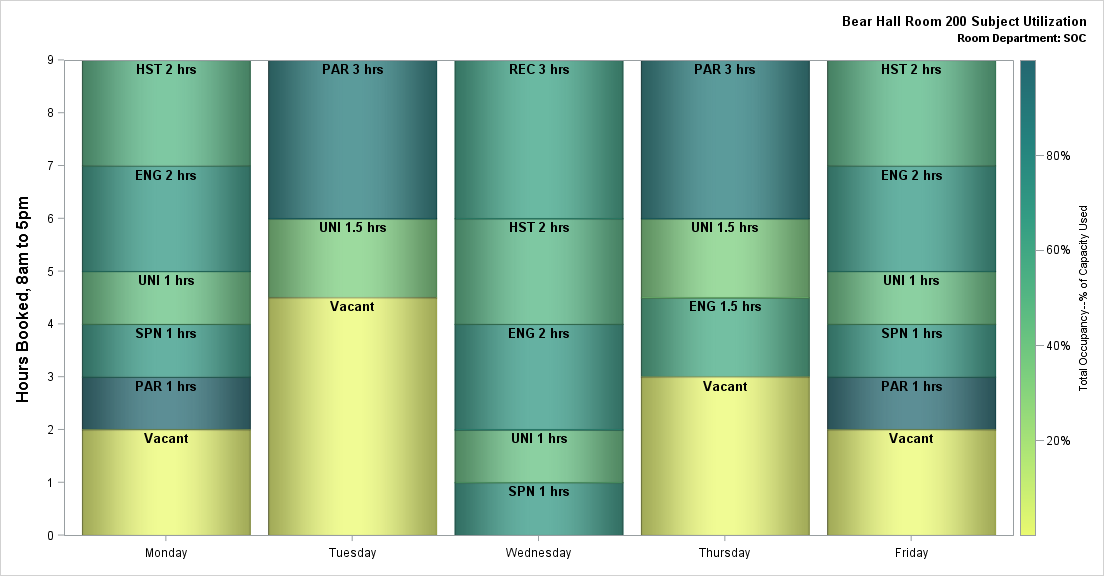 Bear Hall Room 200 Subject Utilization
Room Department: SOC
Hours Booked, 8am to 5pm
9
8
7
6
5
4
3
2
1
0
HST 2 hrs
ENG 2 hrs
UNI 1 hrs
SPN 1 hrs
PAR 1 hrs
Vacant
Monday
PAR 3 hrs
UNI 1.5 hrs
Vacant
Tuesday
REC 3 hrs
HST 2 hrs
ENG 2 hrs
UNI 1 hrs
SPN 1 hrs
Wednesday
PAR 3 hrs
UNI 1.5 hrs
ENG 1.5 hrs
Vacant
Thursday
HST 2 hrs
ENG 2 hrs
UNI 1 hrs
SPN 1 hrs
PAR 1 hrs
Vacant
Friday
80%
60%
40%
20%
Total Occupancy--% of Capacity Used